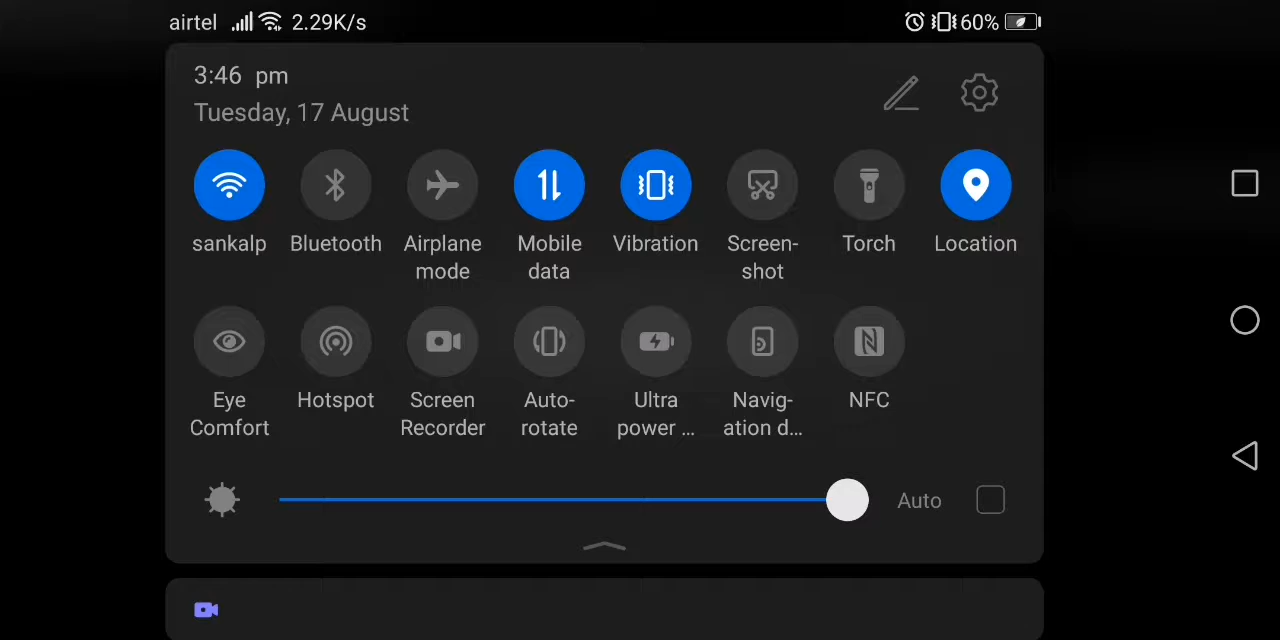 airtel 2.29K/s 60%
3:46 pm
Tuesday, 17 August
sankalp Bluetooth Airplane mode Mobile data Vibration Screen-shot Torch Location
Eye Comfort Hotspot Screen Recorder Auto-rotate Ultra power ... Navig-ation d... NFC
Auto